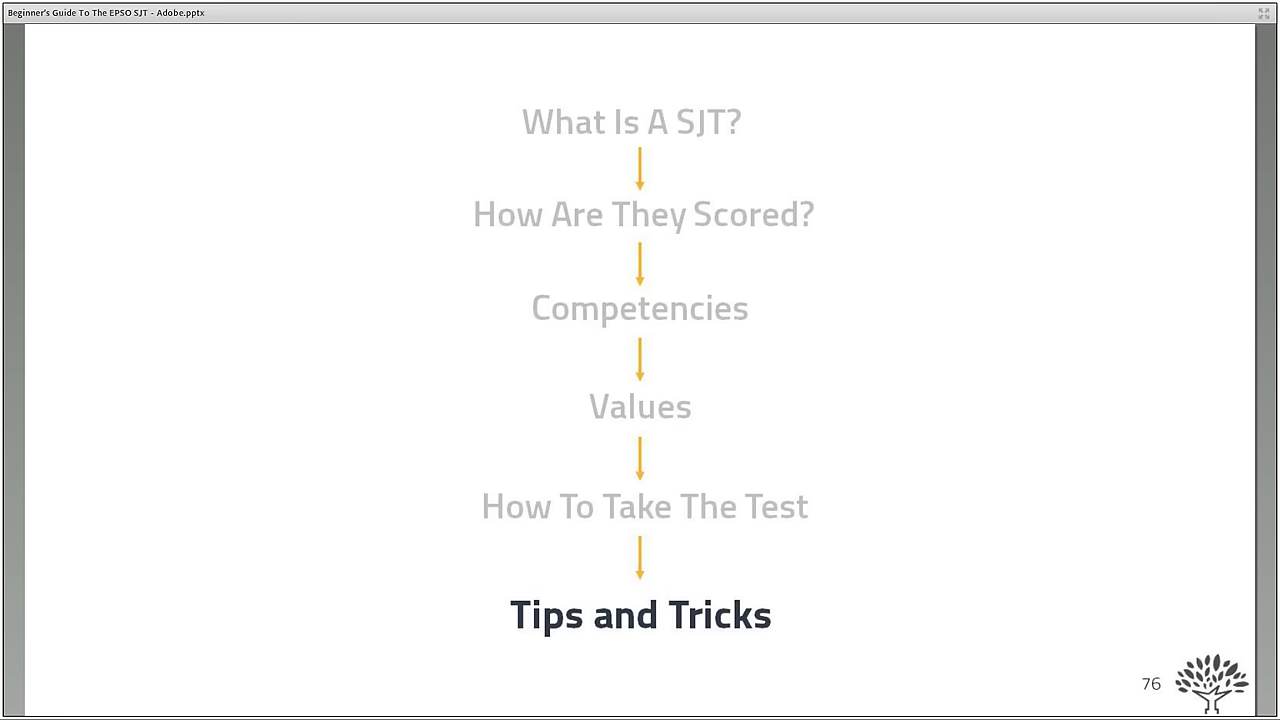 Beginner's Guide To The EPSO SJT - Adobe.pptx
What Is A SJT?
How Are They Scored?
Competencies
Values
How To Take The Test
Tips and Tricks
76